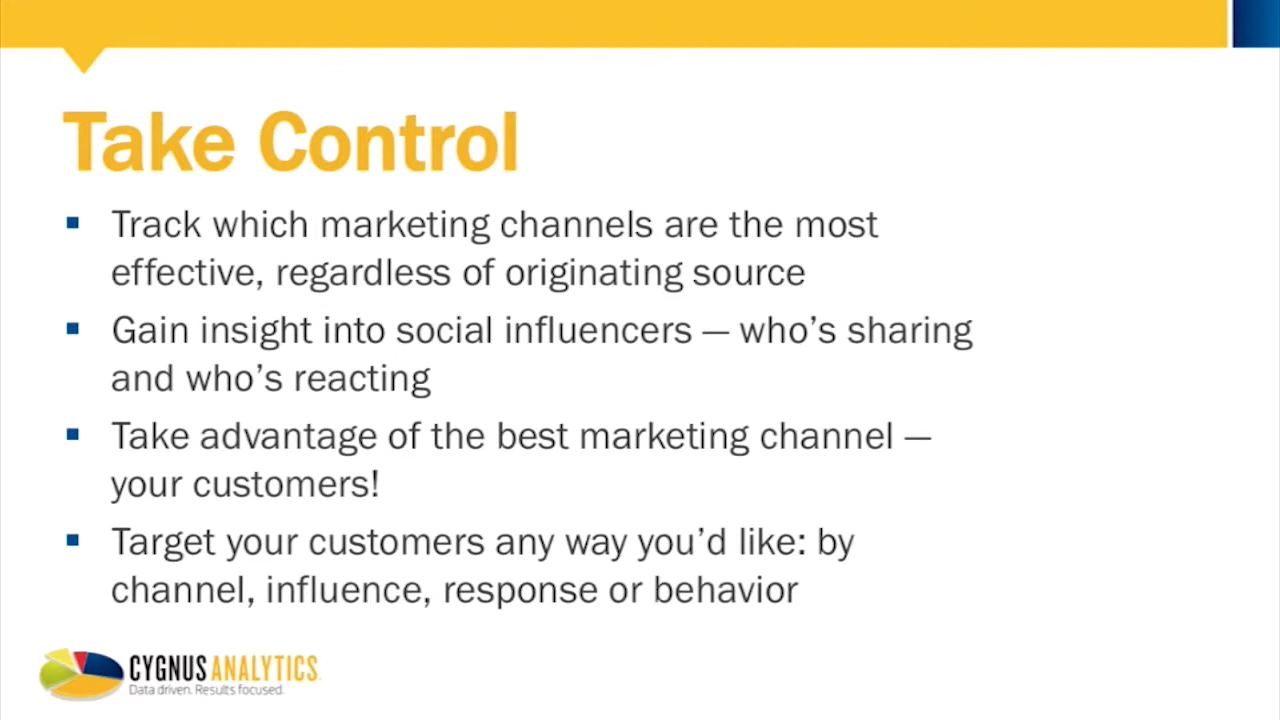 Take Control
Track which marketing channels are the most
effective, regardless of originating source
Gain insight into social influencers — who’s sharing
and who’s reacting
Take advantage of the best marketing channel —
your customers!
Target your customers any way you’d like: by
channel, influence, response or behavior
CYGNUS ANALYTICS
Data driven. Results focused.